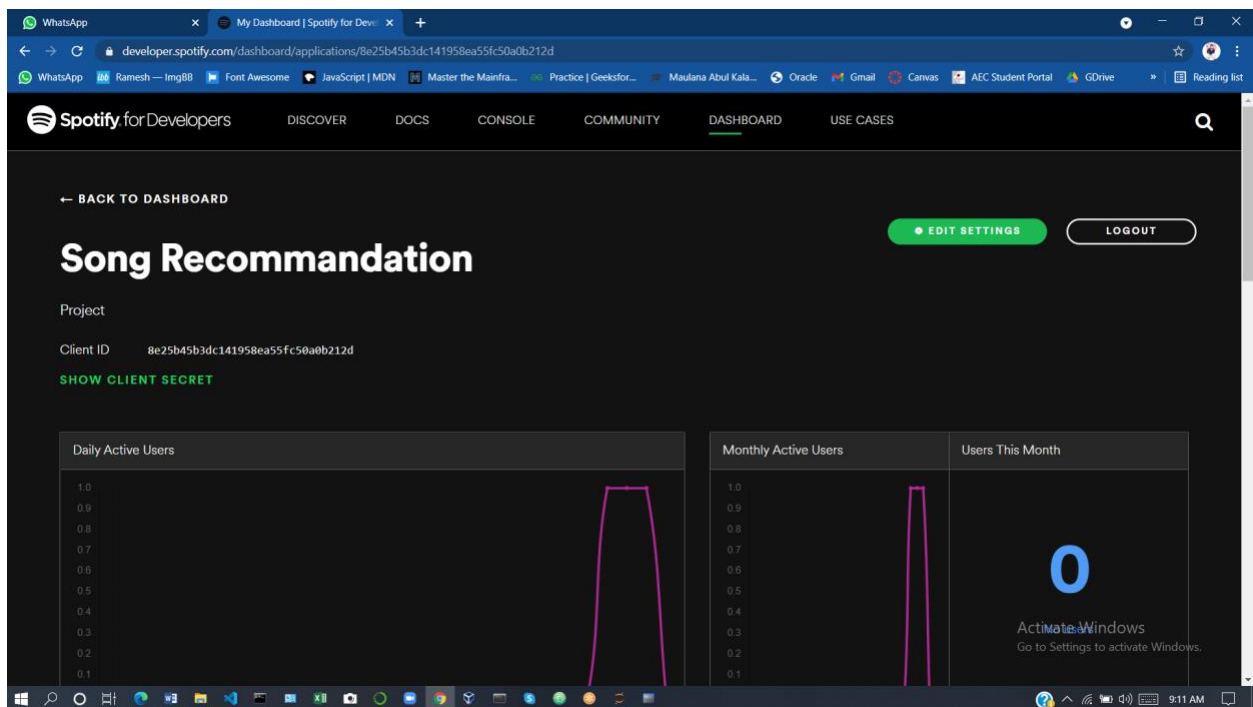 WhatsApp
My Dashboard | Spotify for Deve
developer.spotify.com/dashboard/applications/8e25b45b3dc141958ea55fc50a0b212d
WhatsApp Ramesh — ImgBB Font Awesome JavaScript | MDN Master the Mainfra... Practice | Geeksfor... Maulana Abul Kala... Oracle Gmail Canvas AEC Student Portal GDrive » Reading list
Spotify for Developers DISCOVER DOCS CONSOLE COMMUNITY DASHBOARD USE CASES
← BACK TO DASHBOARD
EDIT SETTINGS LOGOUT
Song Recommandation
Project
Client ID 8e25b45b3dc141958ea55fc50a0b212d
SHOW CLIENT SECRET
Daily Active Users
1.0
0.9
0.8
0.7
0.6
0.5
0.4
0.3
0.2
0.1
Monthly Active Users
1.0
0.9
0.8
0.7
0.6
0.5
0.4
0.3
0.2
0.1
Users This Month
0
Activate Windows
Go to Settings to activate Windows.
9:11 AM